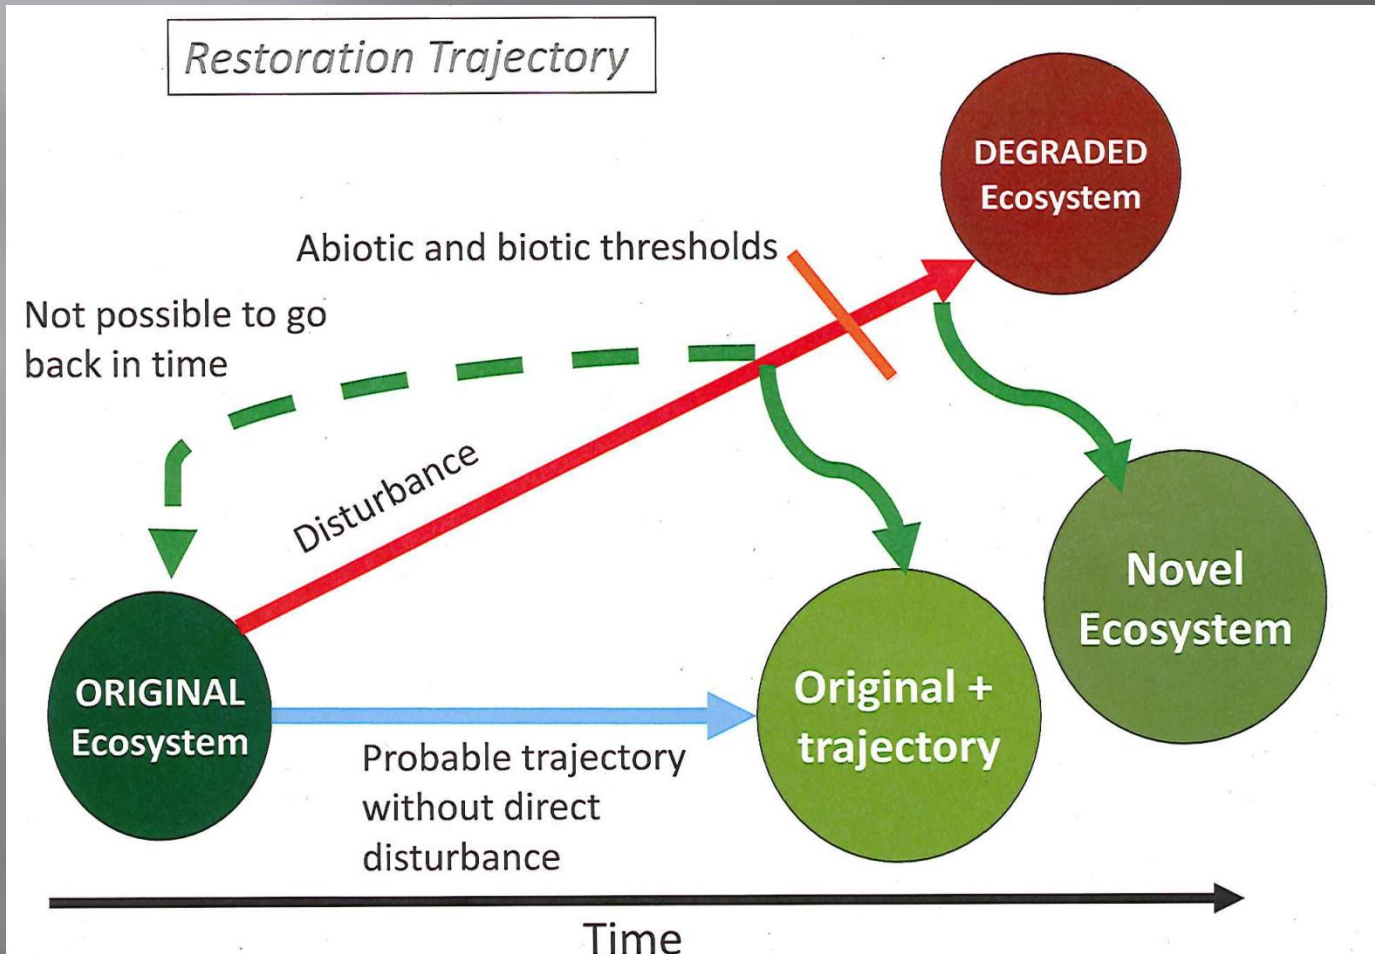 Restoration Trajectory
DEGRADED
Ecosystem
Abiotic and biotic thresholds
Not possible to go
back in time
Disturbance
Novel
Ecosystem
ORIGINAL
Ecosystem
Original +
trajectory
Probable trajectory
without direct
disturbance
Time